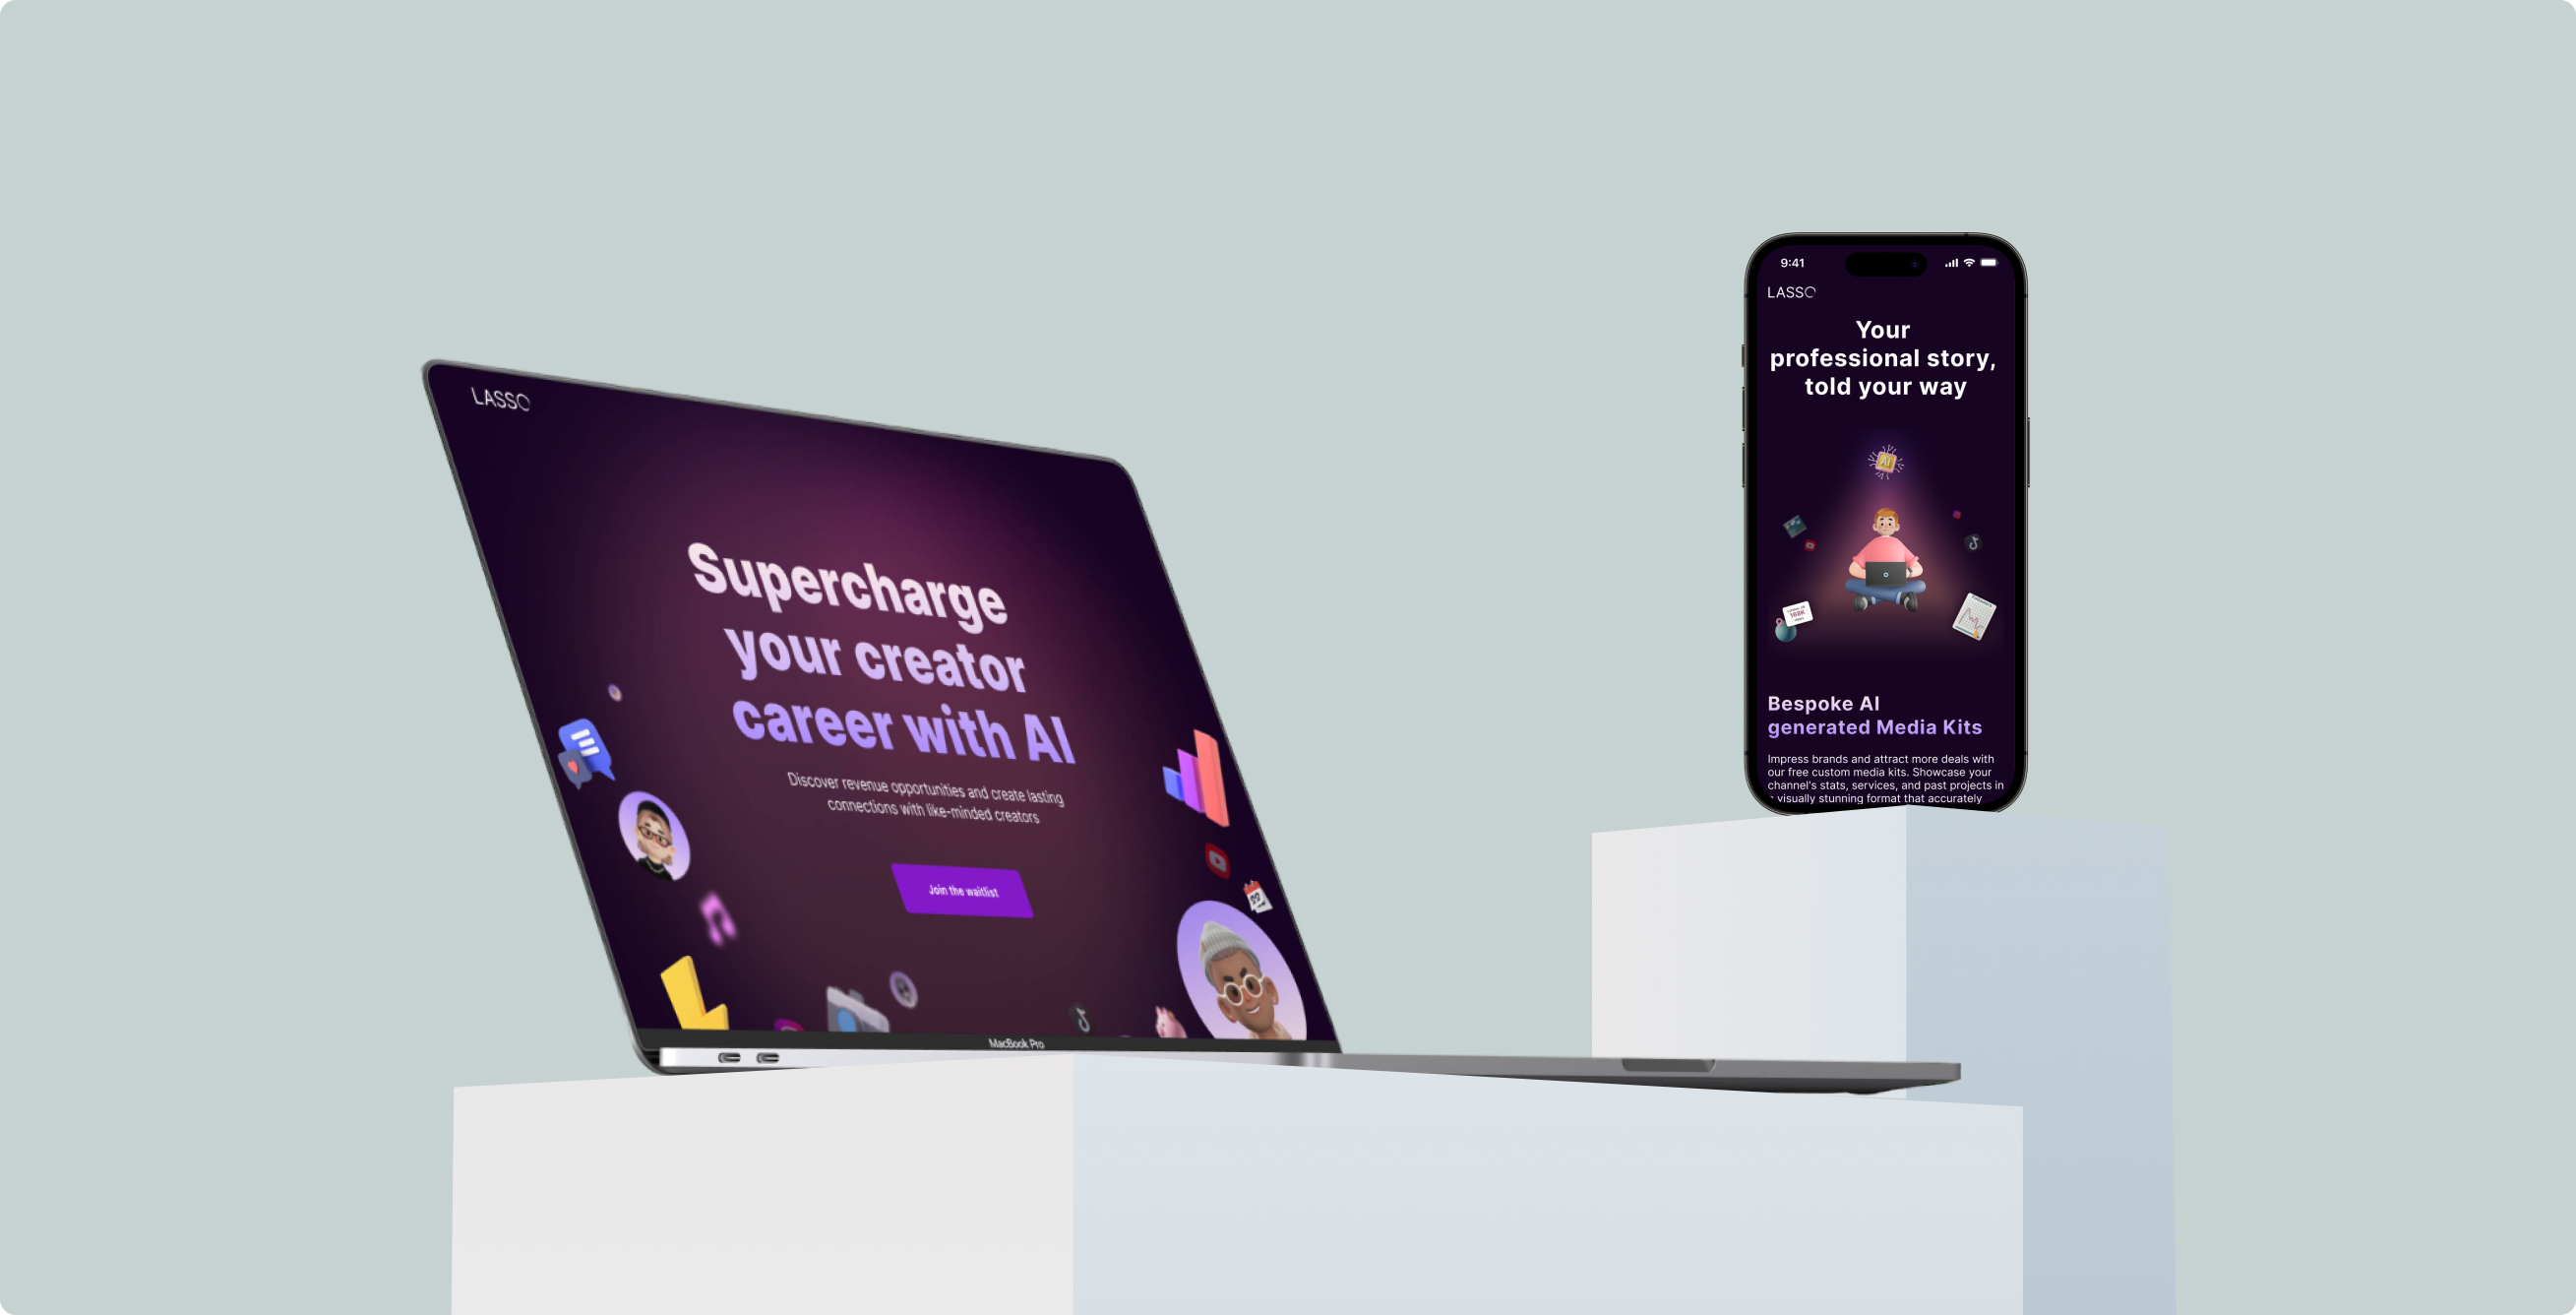 LASSO
Supercharge
your creator
career with AI
Discover revenue opportunities and create lasting
connections with like-minded creators
Join the waitlist
MacBook Pro
9:41
LASSO
Your
professional story,
told your way
AI
168K
Bespoke AI
generated Media Kits
Impress brands and attract more deals with
our free custom media kits. Showcase your
channel's stats, services, and past projects in
visually stunning format that accurately